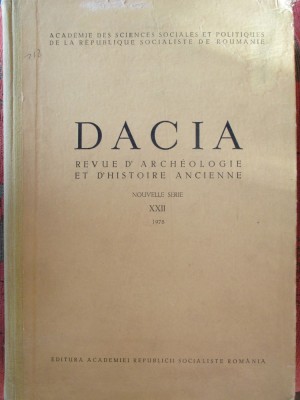 ACADEMIE DES SCIENCES SOCIALES ET POLITIQUES
DE LA RÉPUBLIQUE SOCIALISTE DE ROUMANIE
DACIA
REVUE D'ARCHÉOLOGIE
ET D'HISTOIRE ANCIENNE
NOUVELLE SÉRIE
XXII
1978
EDITURA ACADEMIEI REPUBLICII SOCIALISTE ROMÂNIA